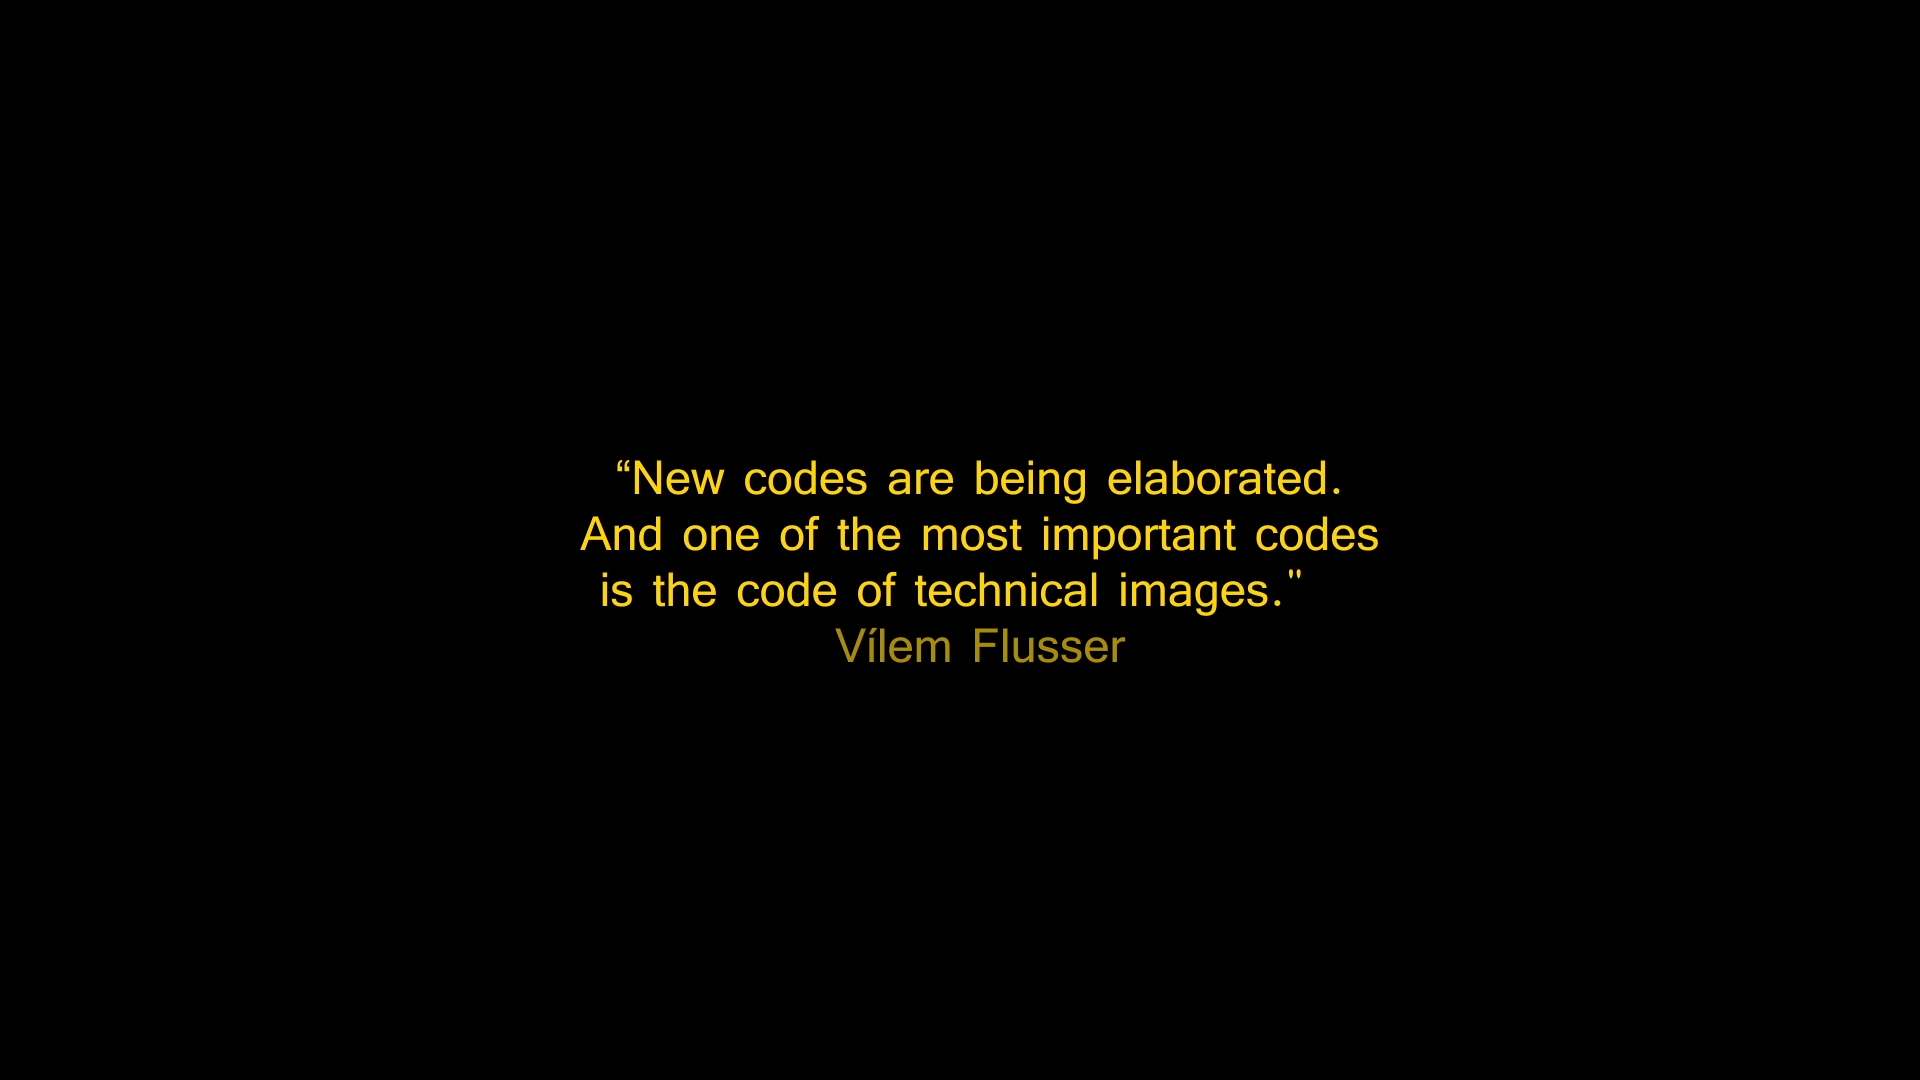 “New codes are being elaborated.
And one of the most important codes
is the code of technical images."
Vílem Flusser